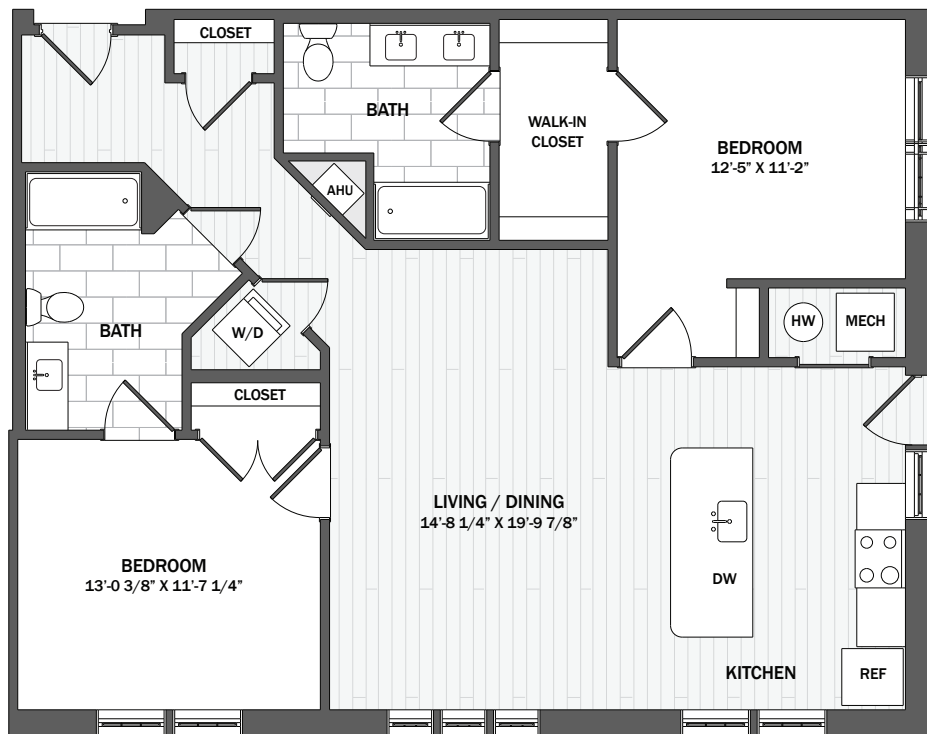 CLOSET
BATH
WALK-IN
CLOSET
BEDROOM
12'-5" X 11'-2"
AHU
BATH
W/D
HW
MECH
CLOSET
LIVING / DINING
14'-8 1/4" X 19'-9 7/8"
BEDROOM
13'-0 3/8" X 11'-7 1/4"
DW
KITCHEN
REF